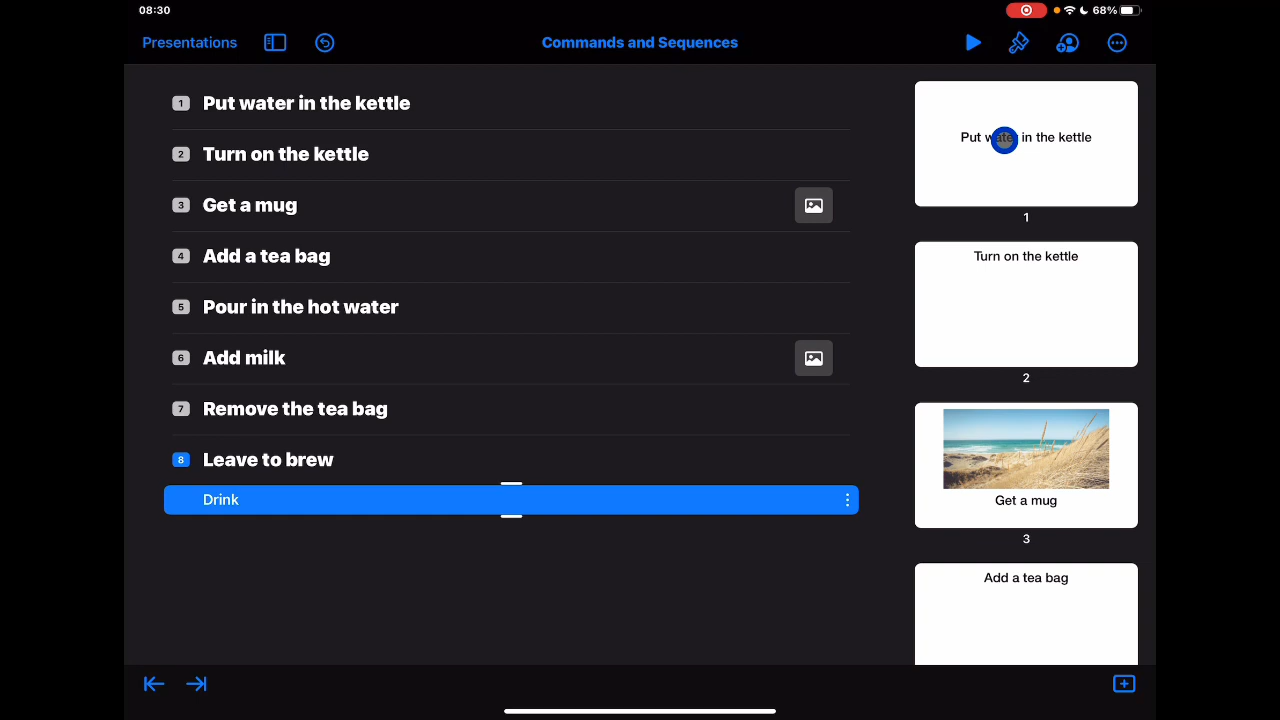 08:30
68%
Presentations
Commands and Sequences
1 Put water in the kettle
2 Turn on the kettle
3 Get a mug
4 Add a tea bag
5 Pour in the hot water
6 Add milk
7 Remove the tea bag
8 Leave to brew
Drink
Put water in the kettle
1
Turn on the kettle
2
Get a mug
3
Add a tea bag